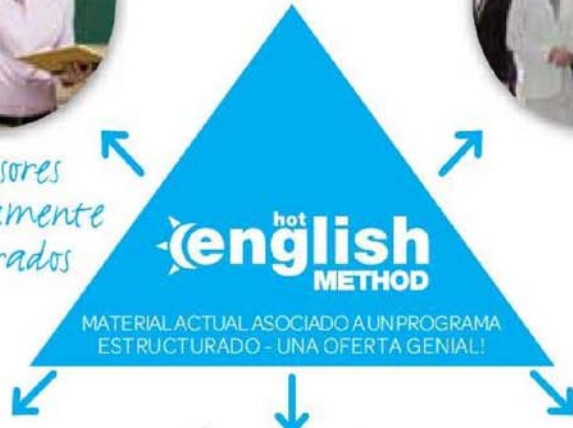 hot
english
METHOD
MATERIAL ACTUAL ASOCIADO A UN PROGRAMA
ESTRUCTURADO - UNA OFERTA GENIAL!